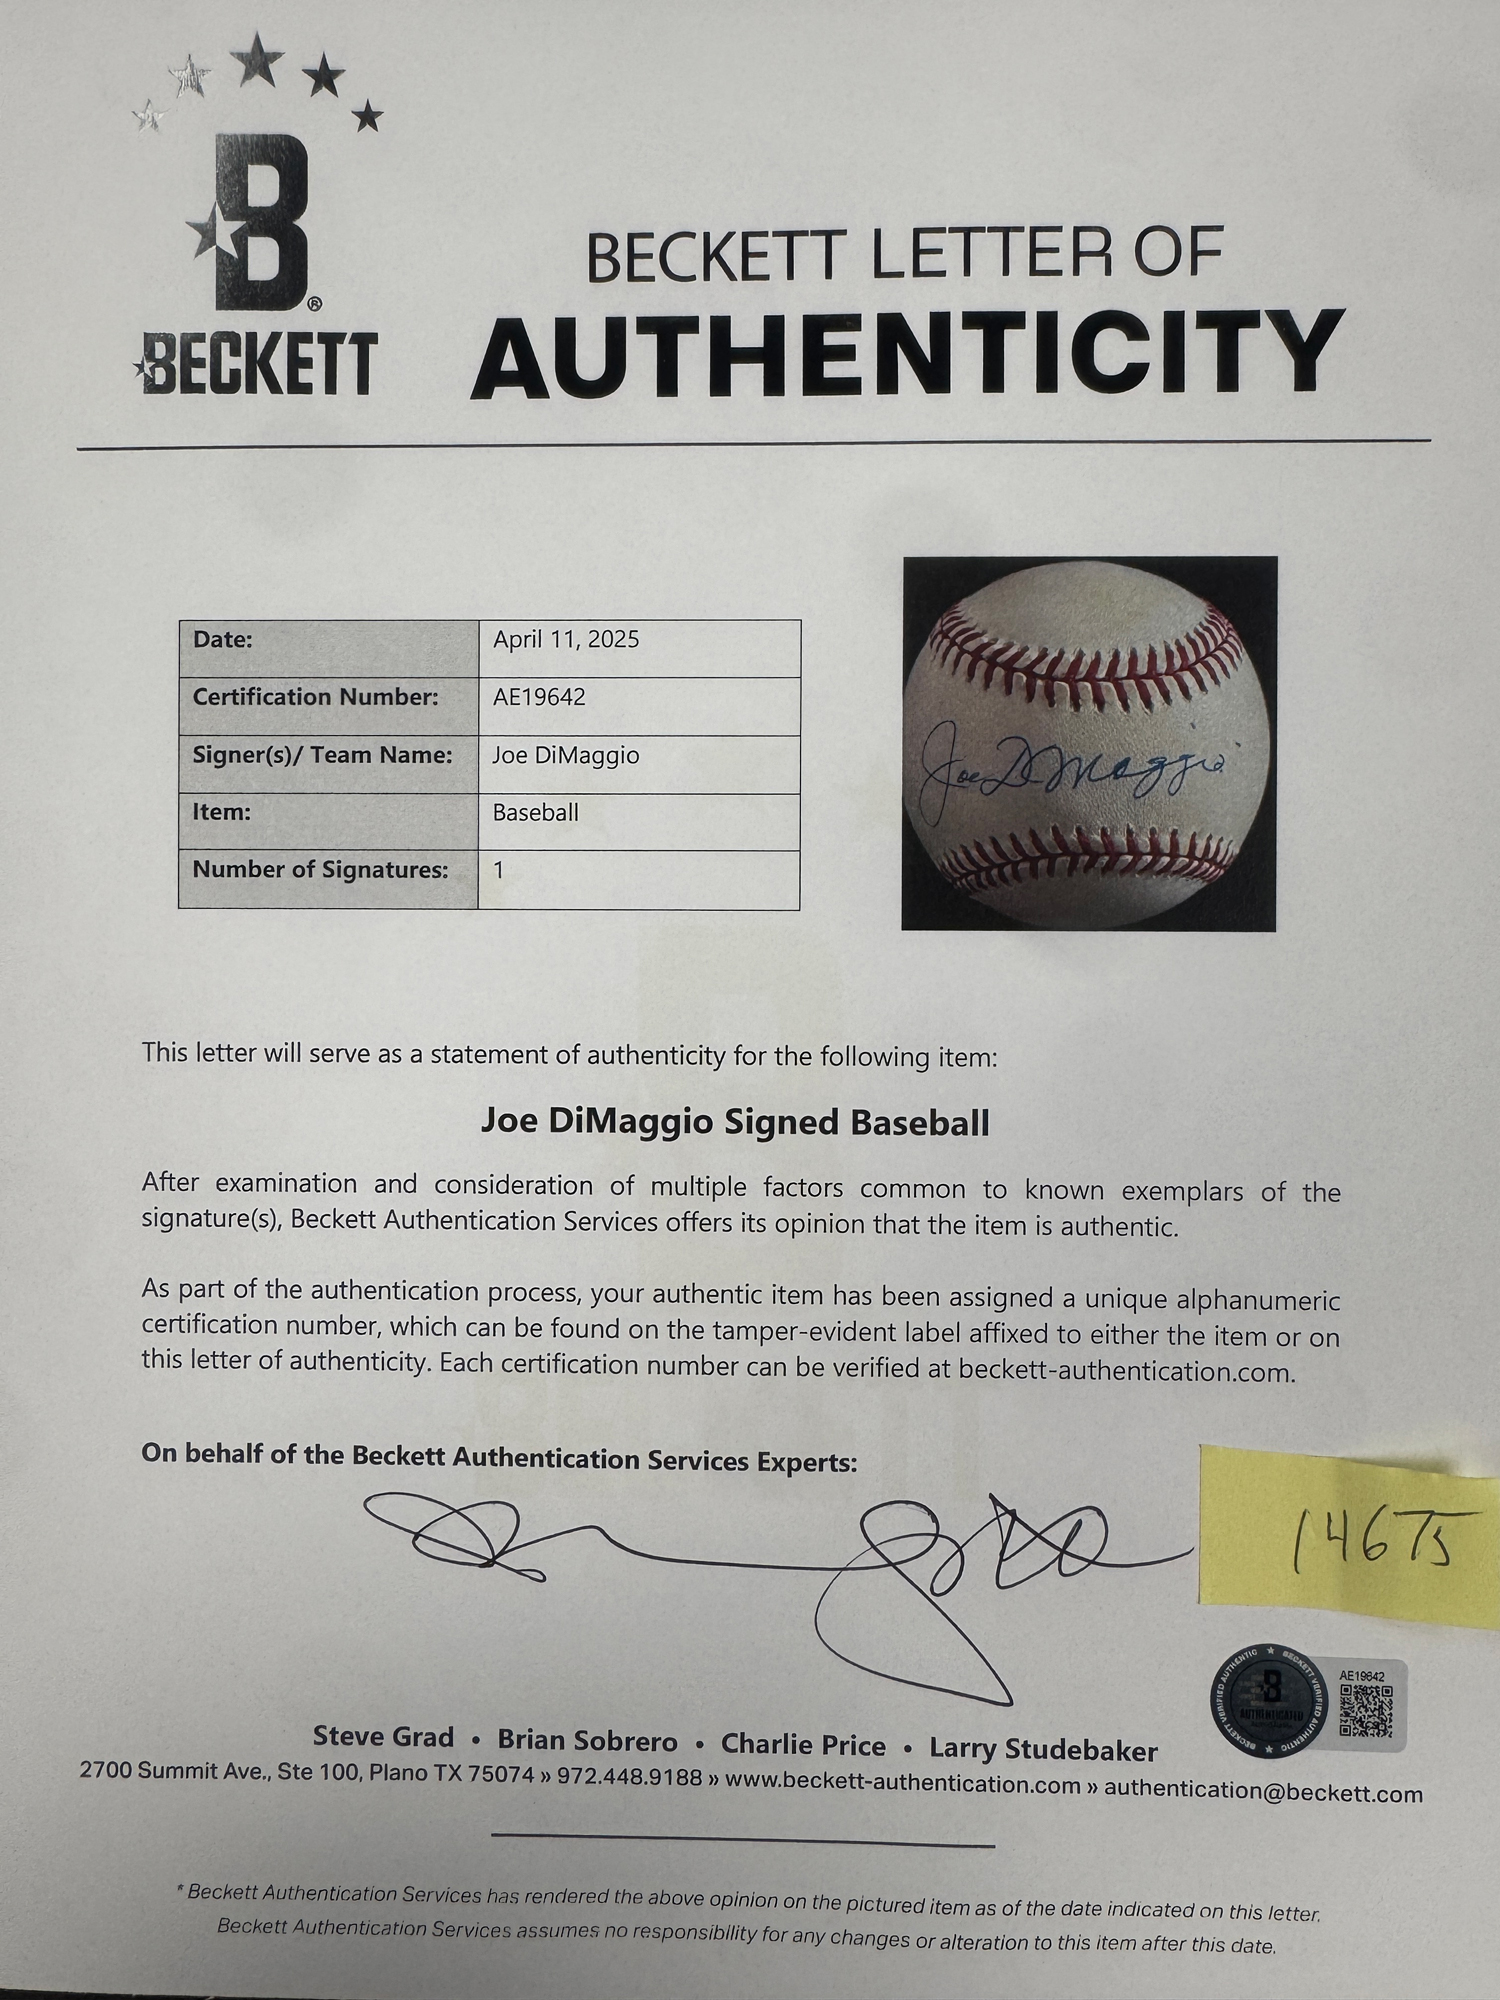 B®
BECKETT
BECKETT LETTER OF
AUTHENTICITY
Date: April 11, 2025
Certification Number: AE19642
Signer(s)/ Team Name: Joe DiMaggio
Item: Baseball
Number of Signatures: 1
Joe DiMaggio
This letter will serve as a statement of authenticity for the following item:
Joe DiMaggio Signed Baseball
After examination and consideration of multiple factors common to known exemplars of the
signature(s), Beckett Authentication Services offers its opinion that the item is authentic.
As part of the authentication process, your authentic item has been assigned a unique alphanumeric
certification number, which can be found on the tamper-evident label affixed to either the item or on
this letter of authenticity. Each certification number can be verified at beckett-authentication.com.
On behalf of the Beckett Authentication Services Experts:
14675
BECKETT VERIFIED AUTHENTIC ★ BECKETT VERIFIED AUTHENTIC ★
B
AUTHENTICATED
AE19642
Steve Grad • Brian Sobrero • Charlie Price • Larry Studebaker
2700 Summit Ave., Ste 100, Plano TX 75074 » 972.448.9188 » www.beckett-authentication.com » authentication@beckett.com
* Beckett Authentication Services has rendered the above opinion on the pictured item as of the date indicated on this letter.
Beckett Authentication Services assumes no responsibility for any changes or alteration to this item after this date.